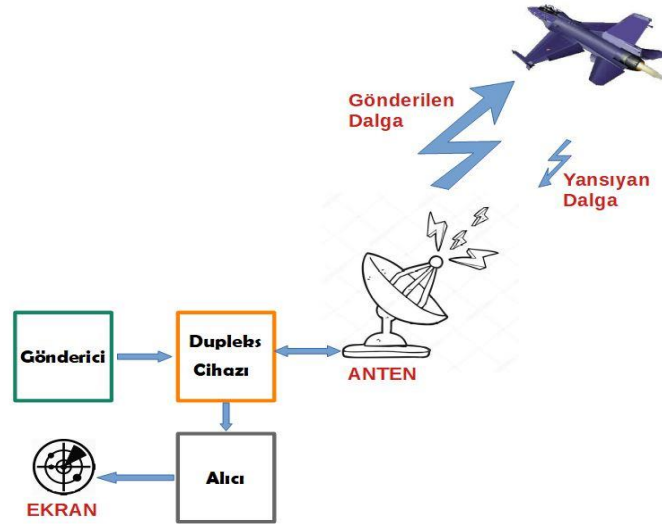 Gönderilen
Dalga
Yansıyan
Dalga
Gönderici
Dupleks
Cihazı
ANTEN
Alıcı
EKRAN